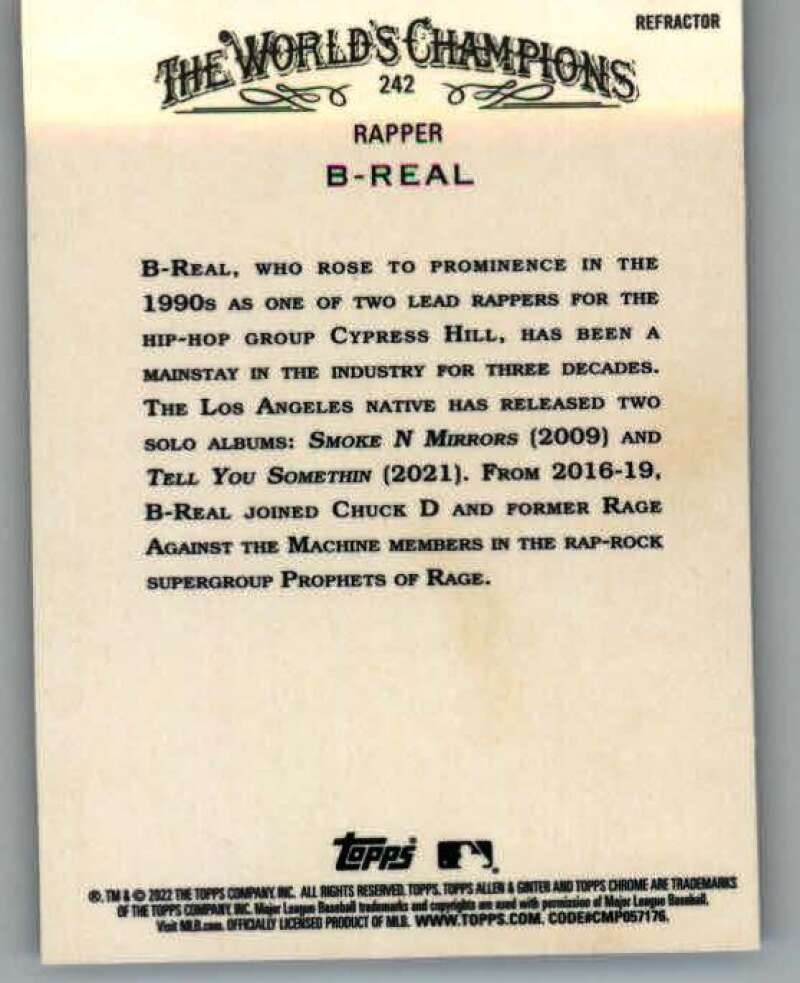 REFRACTOR
THE WORLD'S CHAMPIONS
242
RAPPER
B-REAL
B-REAL, WHO ROSE TO PROMINENCE IN THE
1990S AS ONE OF TWO LEAD RAPPERS FOR THE
HIP-HOP GROUP CYPRESS HILL, HAS BEEN A
MAINSTAY IN THE INDUSTRY FOR THREE DECADES.
THE LOS ANGELES NATIVE HAS RELEASED TWO
SOLO ALBUMS: SMOKE N MIRRORS (2009) AND
TELL YOU SOMETHIN (2021). FROM 2016-19,
B-REAL JOINED CHUCK D AND FORMER RAGE
AGAINST THE MACHINE MEMBERS IN THE RAP-ROCK
SUPERGROUP PROPHETS OF RAGE.
Topps®
®, TM & © 2022 THE TOPPS COMPANY, INC. ALL RIGHTS RESERVED. TOPPS, TOPPS ALLEN & GINTER AND TOPPS CHROME ARE TRADEMARKS
OF THE TOPPS COMPANY, INC. Major League Baseball trademarks and copyrights are used with permission of Major League Baseball.
Visit MLB.com. OFFICIALLY LICENSED PRODUCT OF MLB. WWW.TOPPS.COM. CODE#CMP057176.